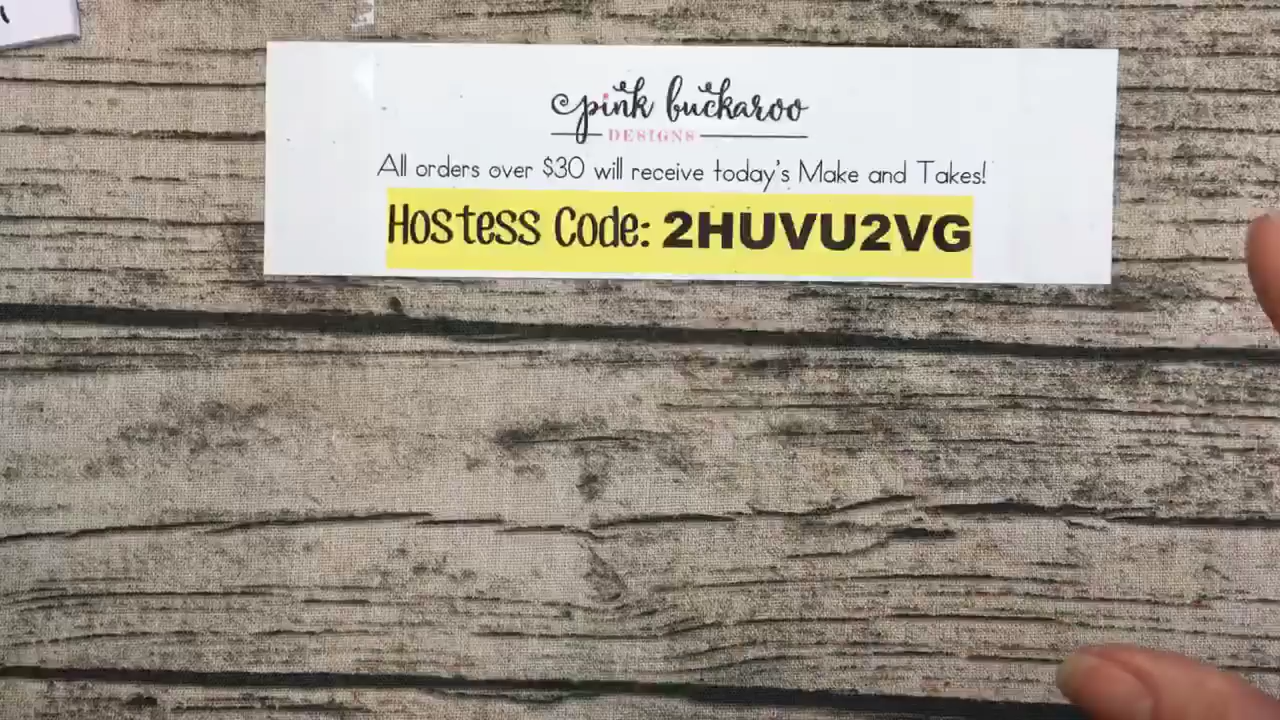 pink buckaroo
DESIGNS
All orders over $30 will receive today's Make and Takes!
Hostess Code: 2HUVU2VG